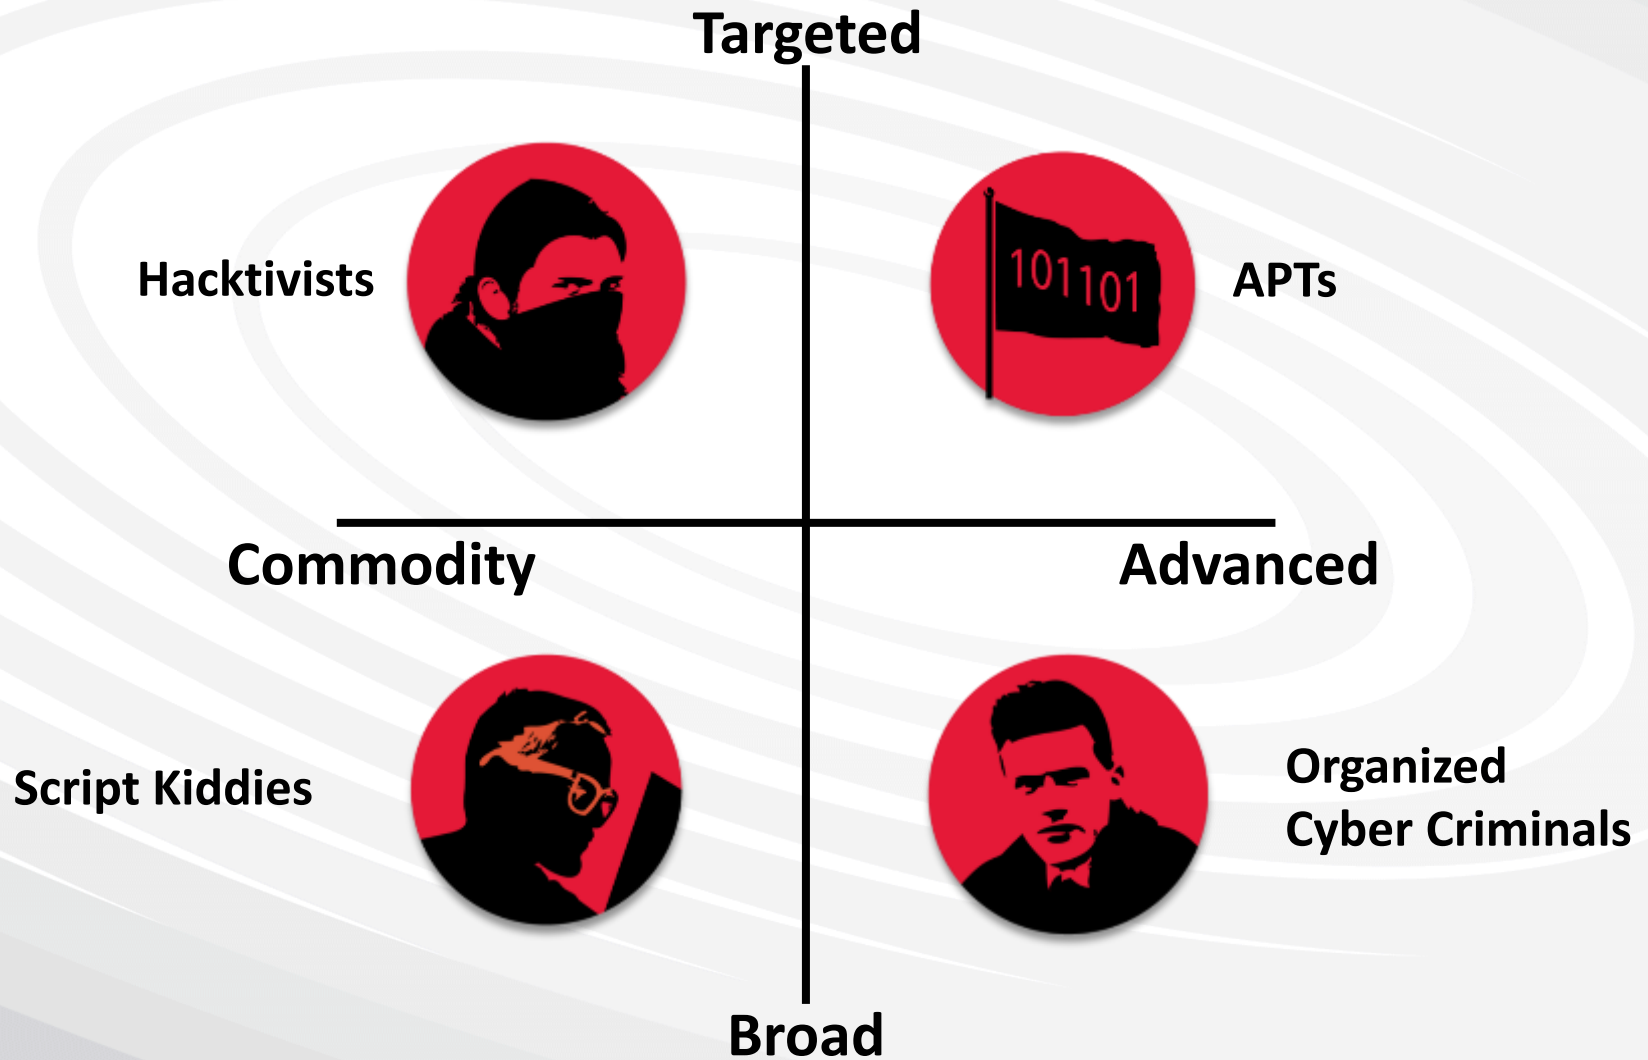 Targeted
Hacktivists
101101
APTs
Commodity
Advanced
Script Kiddies
Organized
Cyber Criminals
Broad